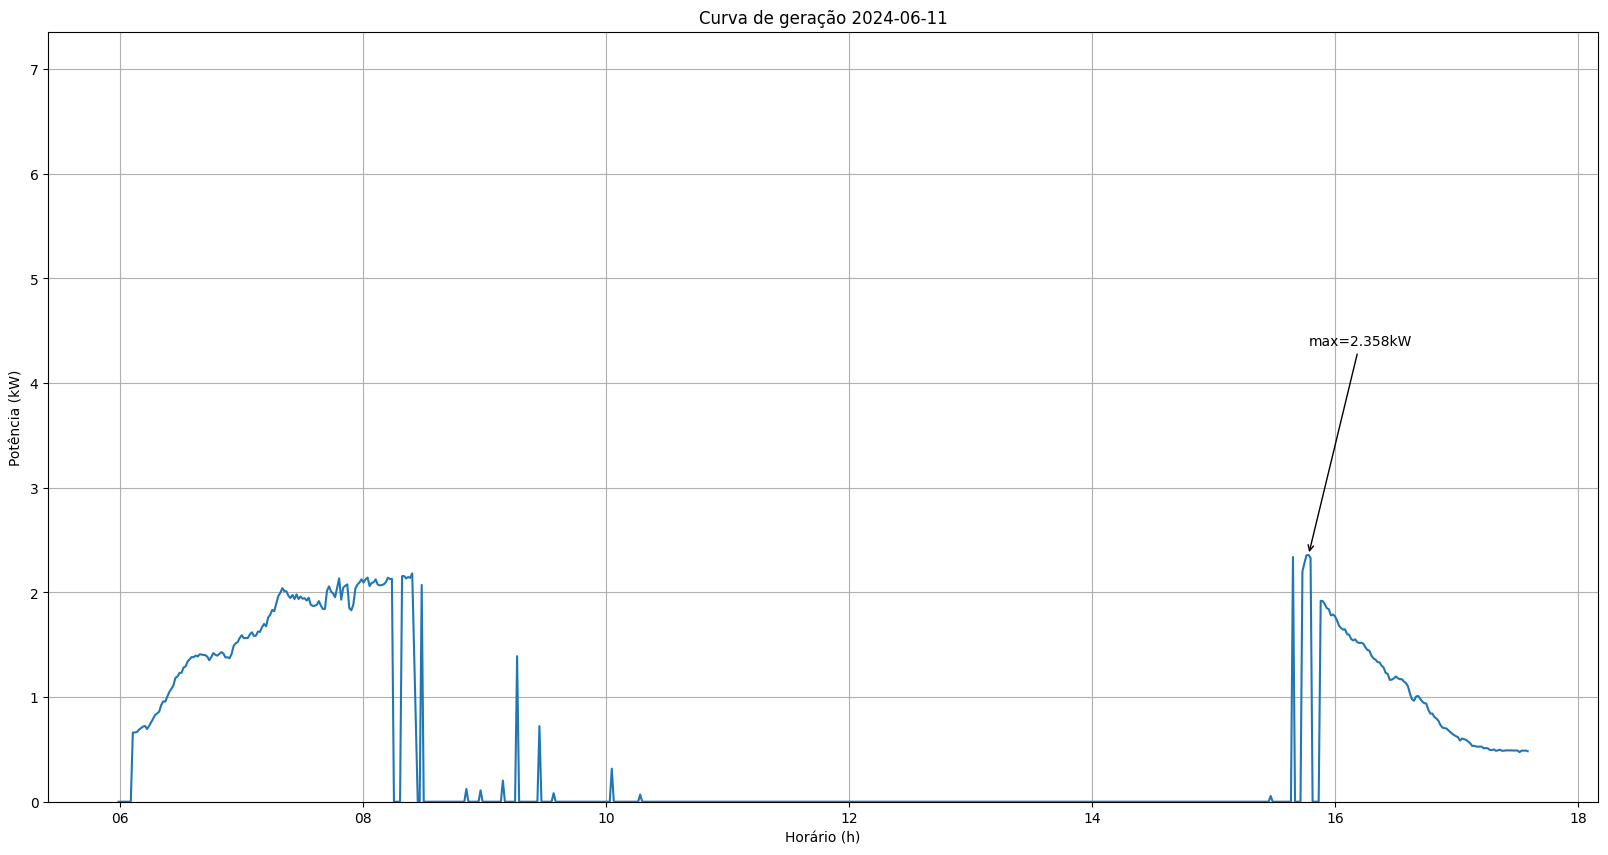 Curva de geração 2024-06-11
7
6
5
4
3
2
1
0
Potência (kW)
max=2.358kW
06 08 10 12 14 16 18
Horário (h)